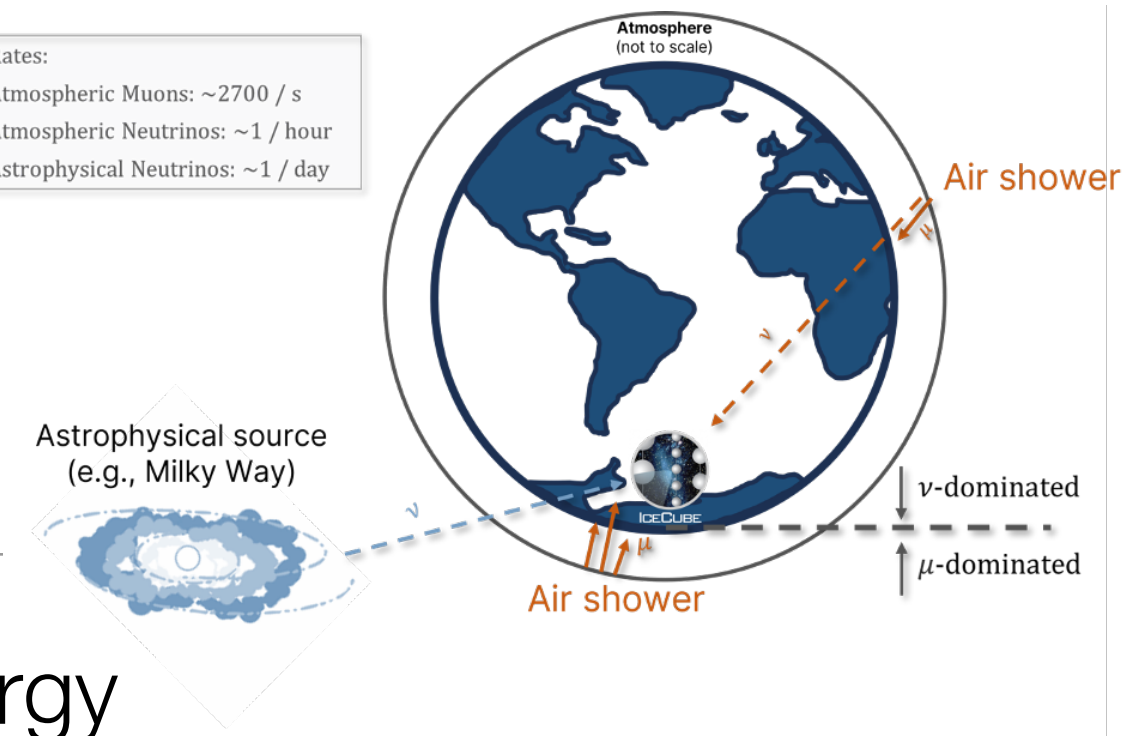 ates:
tmospheric Muons: ~2700 / s
tmospheric Neutrinos: ~1 / hour
strophysical Neutrinos: ~1 / day
Atmosphere
(not to scale)
Air shower
μ
ν
Astrophysical source
(e.g., Milky Way)
ν
ICECUBE
μ
Air shower
ν-dominated
μ-dominated
rgy